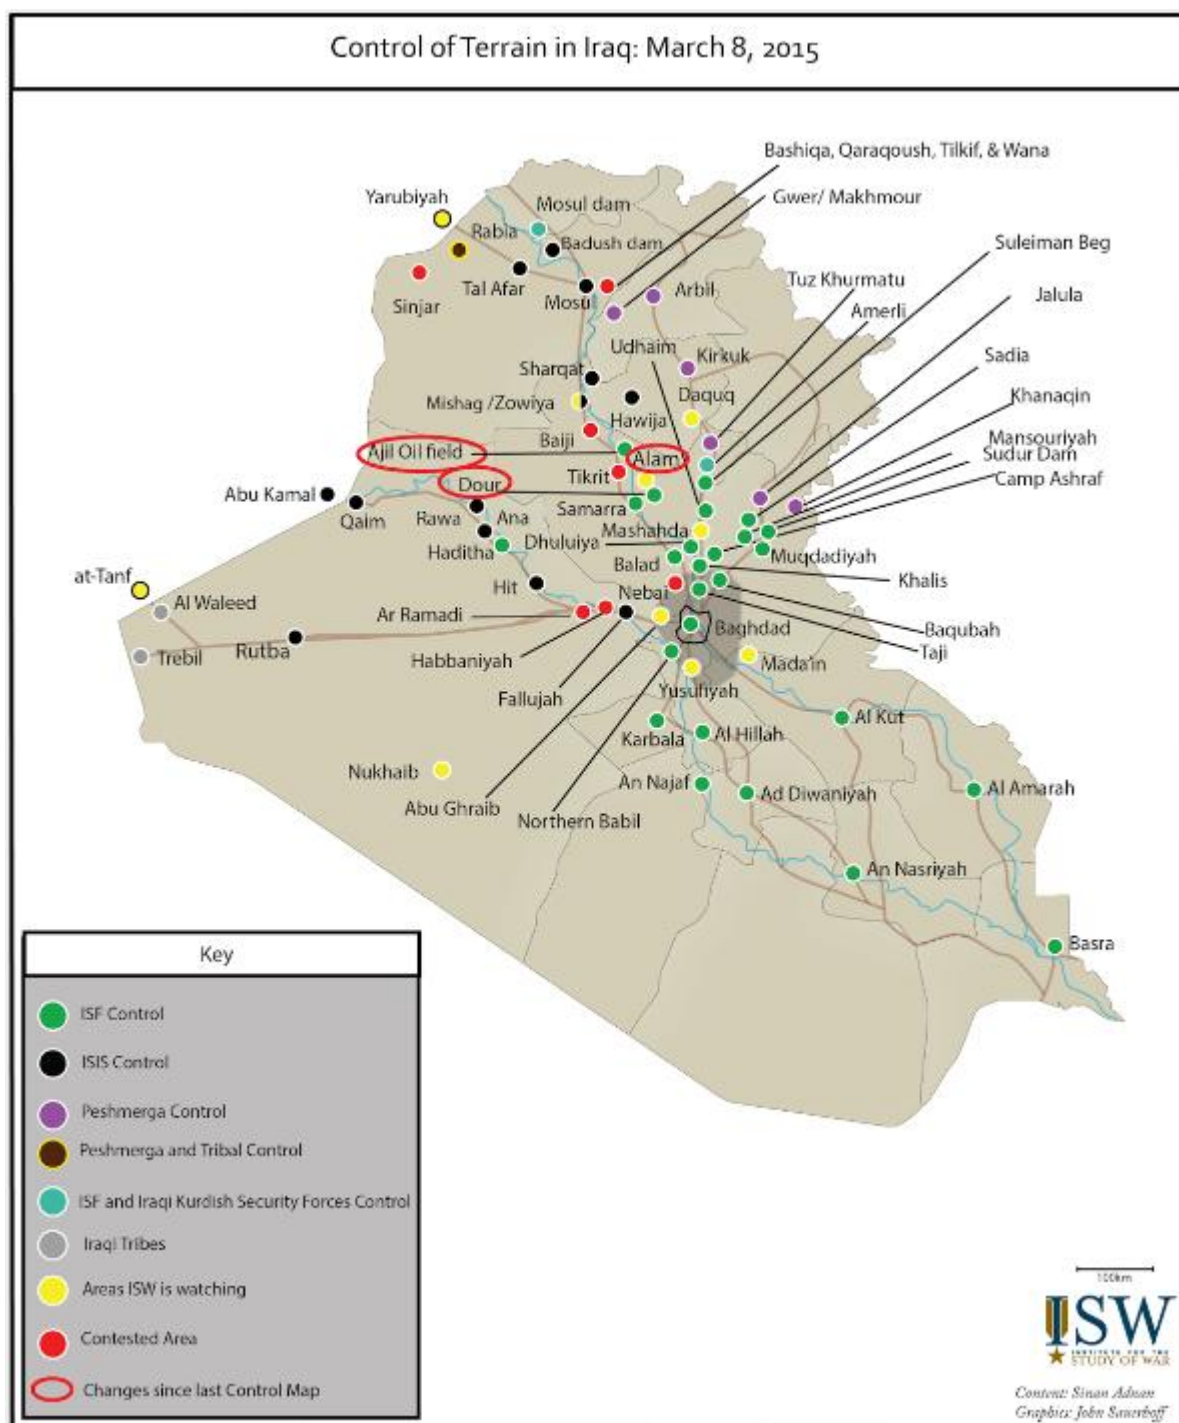 Control of Terrain in Iraq: March 8, 2015
Bashiqa, Qaraqoush, Tilkif, & Wana
Gwer/ Makhmour
Yarubiyah
Mosul dam
Rabia
Badush dam
Suleiman Beg
Tal Afar
Tuz Khurmatu
Sinjar
Mosul
Arbil
Jalula
Amerli
Udhaim
Kirkuk
Sadia
Sharqat
Daquq
Khanaqin
Mishag /Zowiya
Hawija
Baiji
Mansouriyah
Ajil Oil field
Alam
Sudur Dam
Tikrit
Camp Ashraf
Dour
Abu Kamal
Qaim
Rawa
Ana
Samarra
Mashahda
Haditha
Dhuluiya
Balad
Muqdadiyah
at-Tanf
Khalis
Hit
Nebai
Al Waleed
Ar Ramadi
Baghdad
Baqubah
Trebil
Rutba
Habbaniyah
Mada'in
Taji
Fallujah
Yusufiyah
Al Kut
Karbala
Al Hillah
Nukhaib
An Najaf
Ad Diwaniyah
Al Amarah
Abu Ghraib
Northern Babil
An Nasriyah
Basra
Key
ISF Control
ISIS Control
Peshmerga Control
Peshmerga and Tribal Control
ISF and Iraqi Kurdish Security Forces Control
Iraqi Tribes
Areas ISW is watching
Contested Area
Changes since last Control Map
100km
ISW
INSTITUTE FOR THE
STUDY OF WAR
Content: Sinan Adnan
Graphics: John Sauerhoff